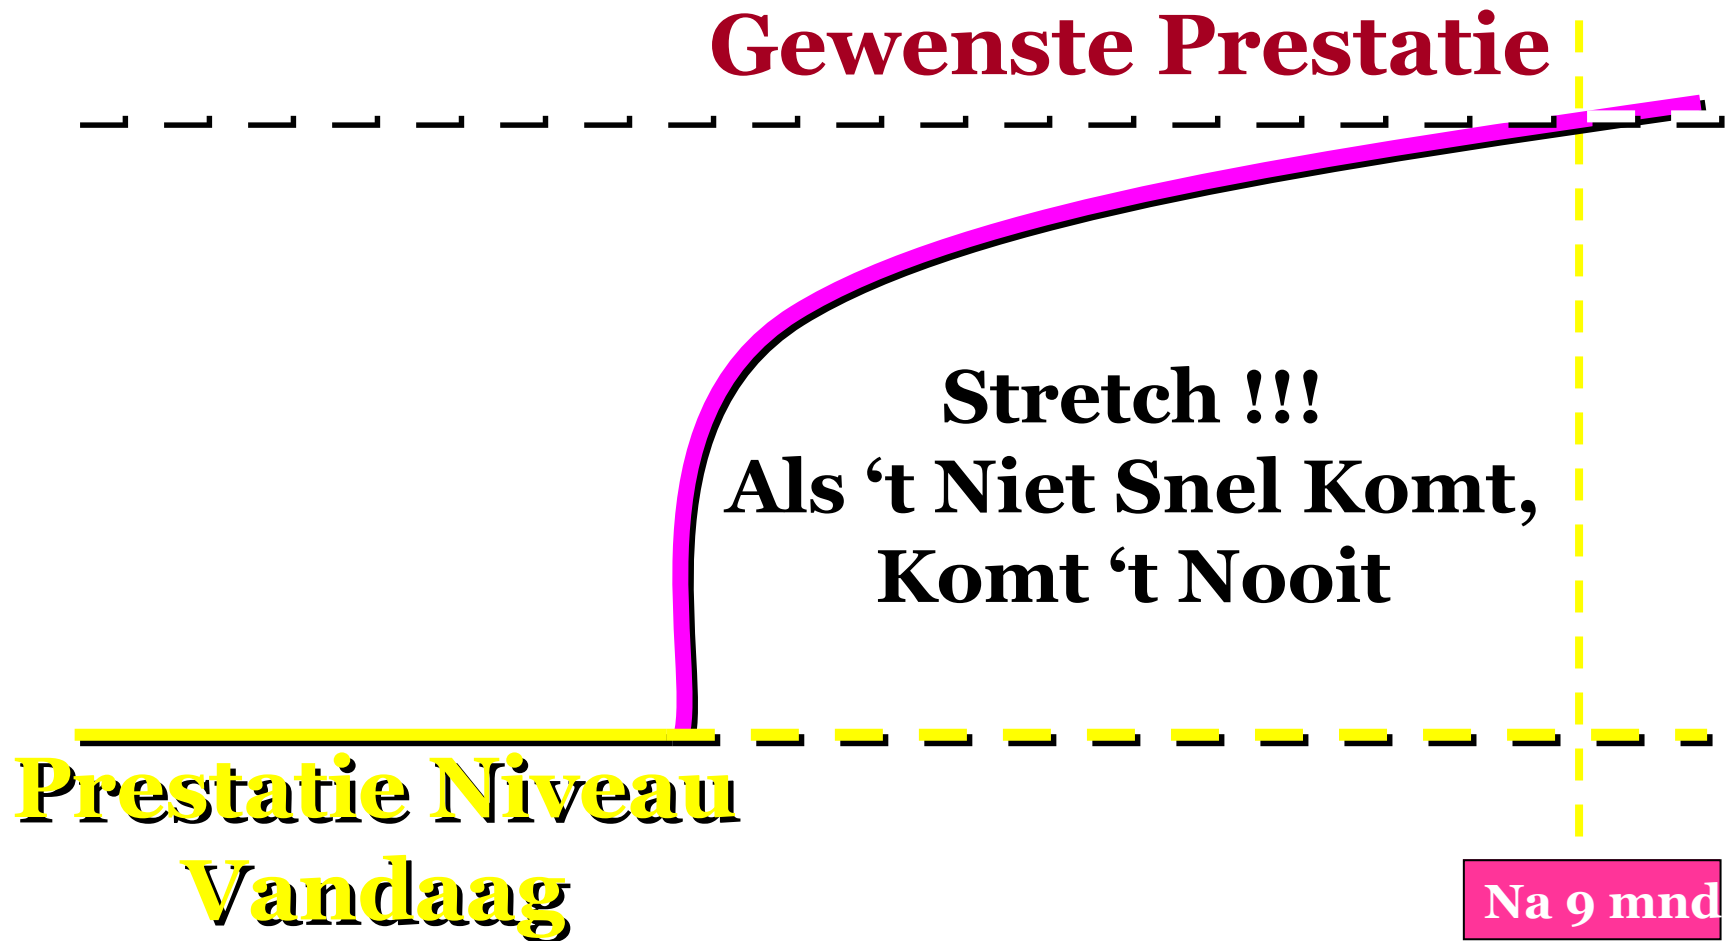 Gewenste Prestatie
Stretch !!!
Als ‘t Niet Snel Komt,
Komt ‘t Nooit
Prestatie Niveau
Vandaag
Na 9 mnd